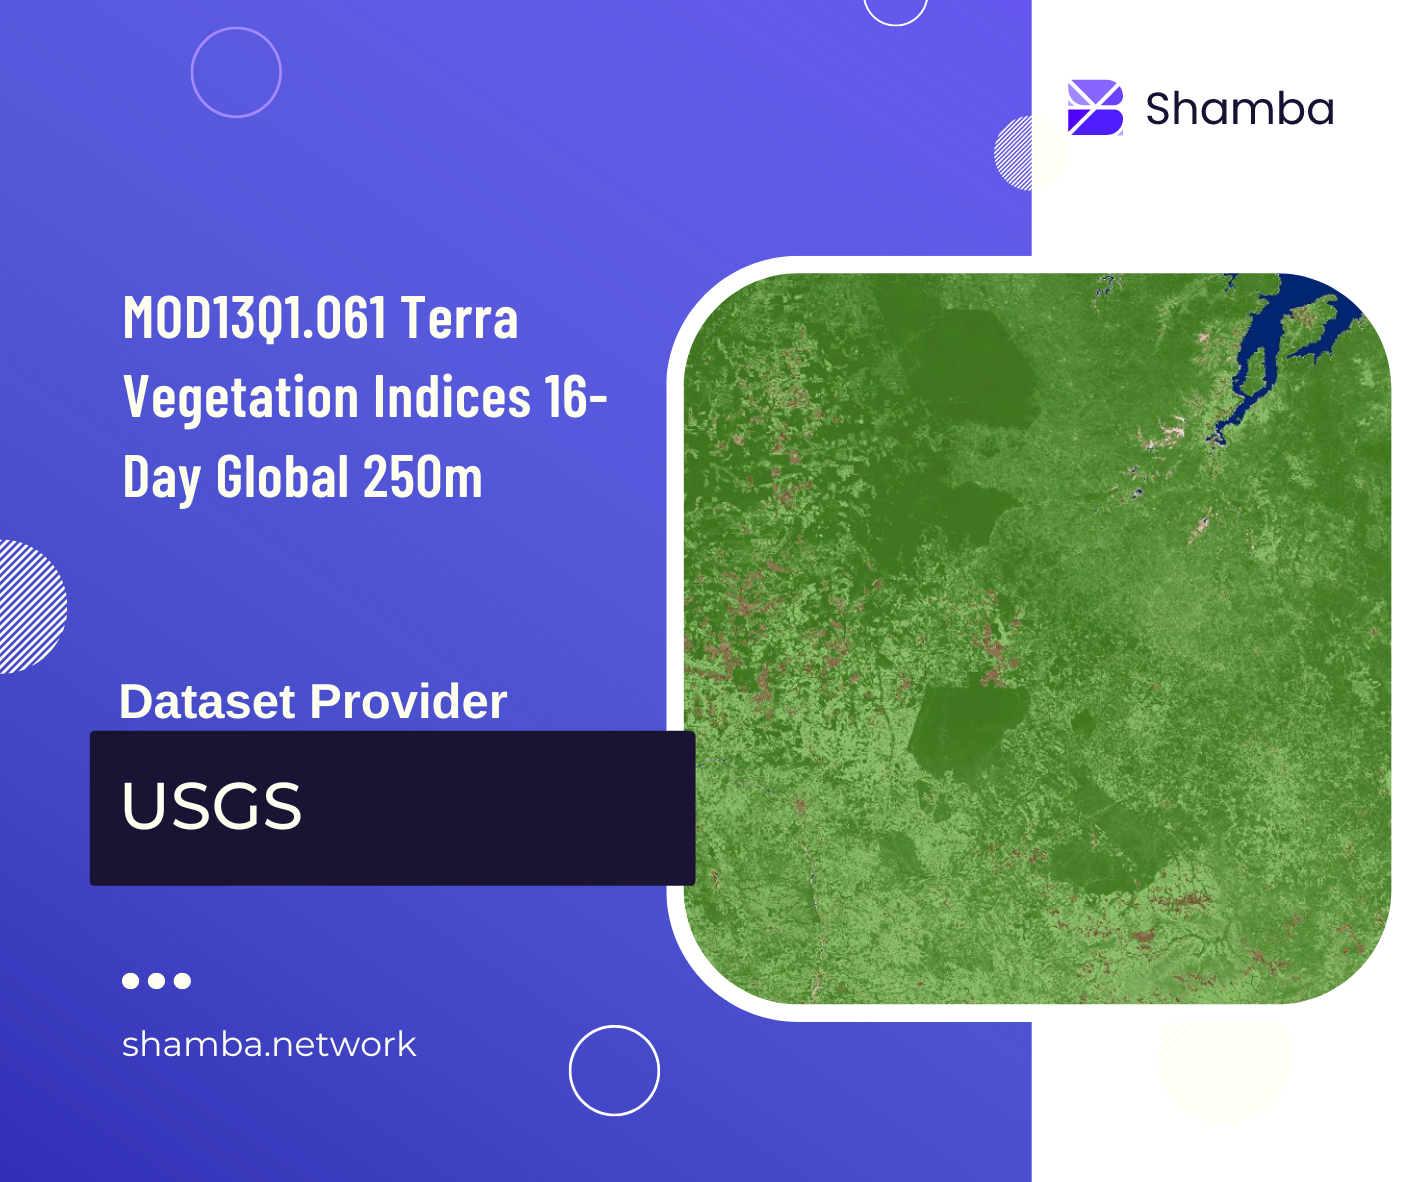 Shamba
MOD13Q1.061 Terra
Vegetation Indices 16-
Day Global 250m
Dataset Provider
USGS
shamba.network